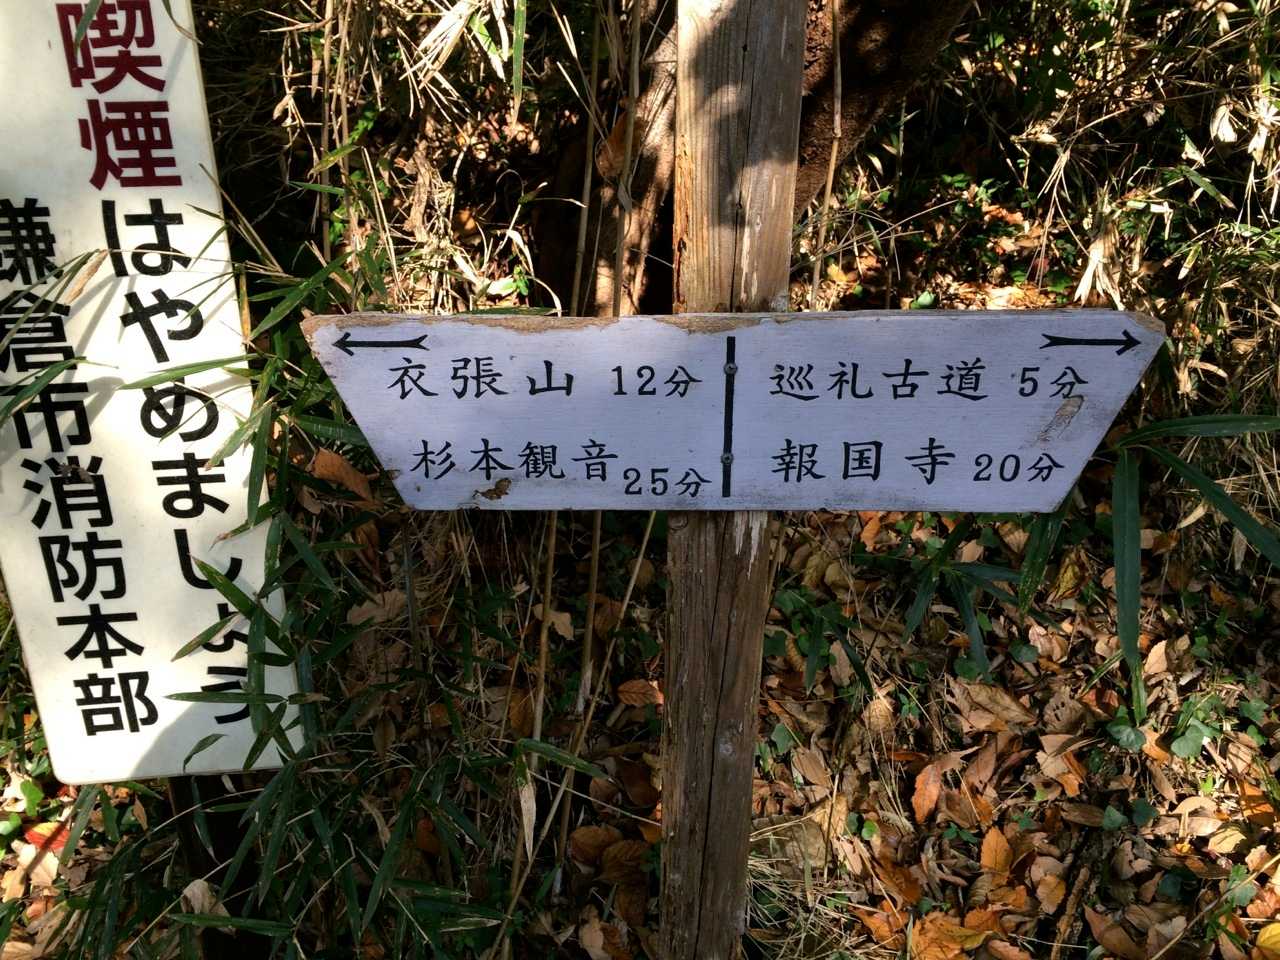 喫煙はやめましょう
鎌倉市消防本部
衣張山 12分
杉本観音 25分
巡礼古道 5分
報国寺 20分